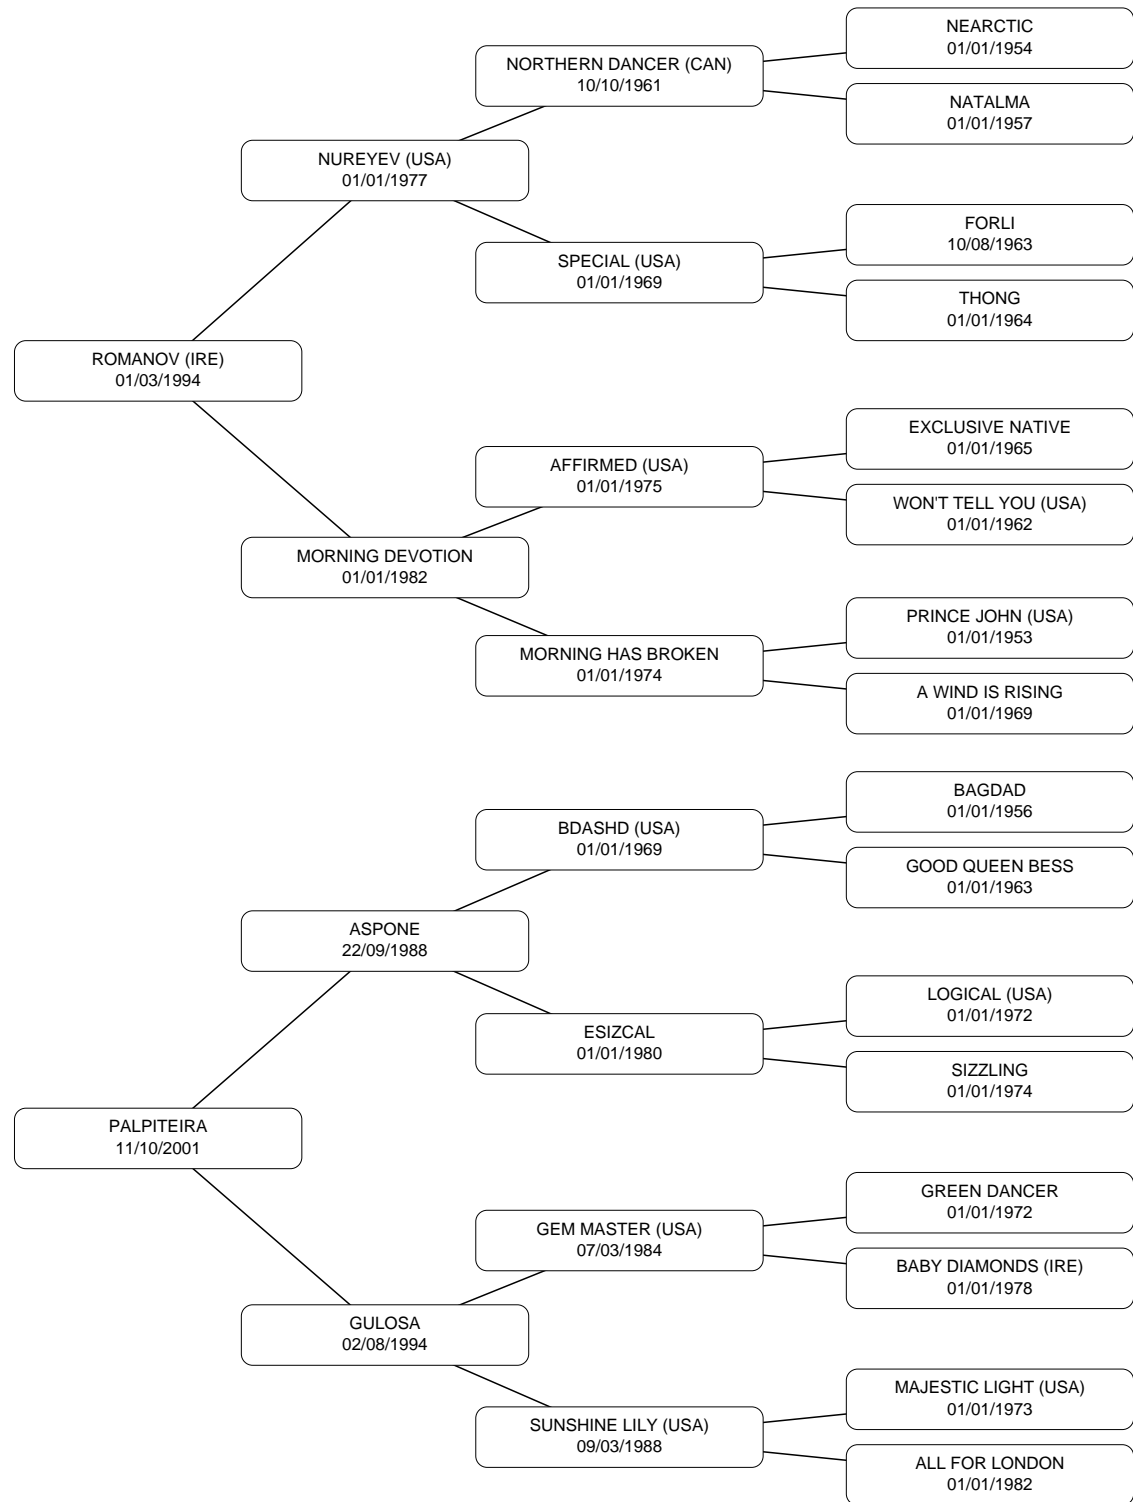 NEARCTIC
01/01/1954
NORTHERN DANCER (CAN)
10/10/1961
NATALMA
01/01/1957
NUREYEV (USA)
01/01/1977
FORLI
10/08/1963
SPECIAL (USA)
01/01/1969
THONG
01/01/1964
ROMANOV (IRE)
01/03/1994
EXCLUSIVE NATIVE
01/01/1965
AFFIRMED (USA)
01/01/1975
WON'T TELL YOU (USA)
01/01/1962
MORNING DEVOTION
01/01/1982
PRINCE JOHN (USA)
01/01/1953
MORNING HAS BROKEN
01/01/1974
A WIND IS RISING
01/01/1969
BAGDAD
01/01/1956
BDASHD (USA)
01/01/1969
GOOD QUEEN BESS
01/01/1963
ASPONE
22/09/1988
LOGICAL (USA)
01/01/1972
ESIZCAL
01/01/1980
SIZZLING
01/01/1974
PALPITEIRA
11/10/2001
GREEN DANCER
01/01/1972
GEM MASTER (USA)
07/03/1984
BABY DIAMONDS (IRE)
01/01/1978
GULOSA
02/08/1994
MAJESTIC LIGHT (USA)
01/01/1973
SUNSHINE LILY (USA)
09/03/1988
ALL FOR LONDON
01/01/1982